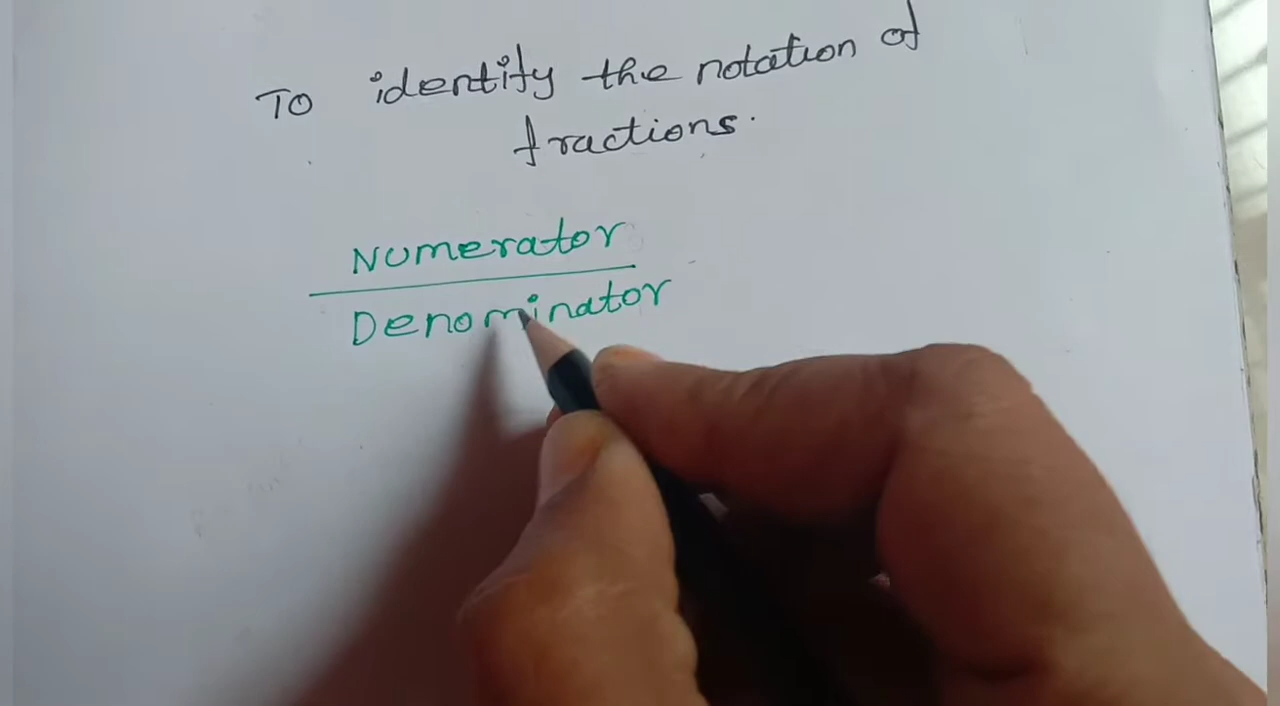 To identify the notation of
fractions.
Numerator
Denominator